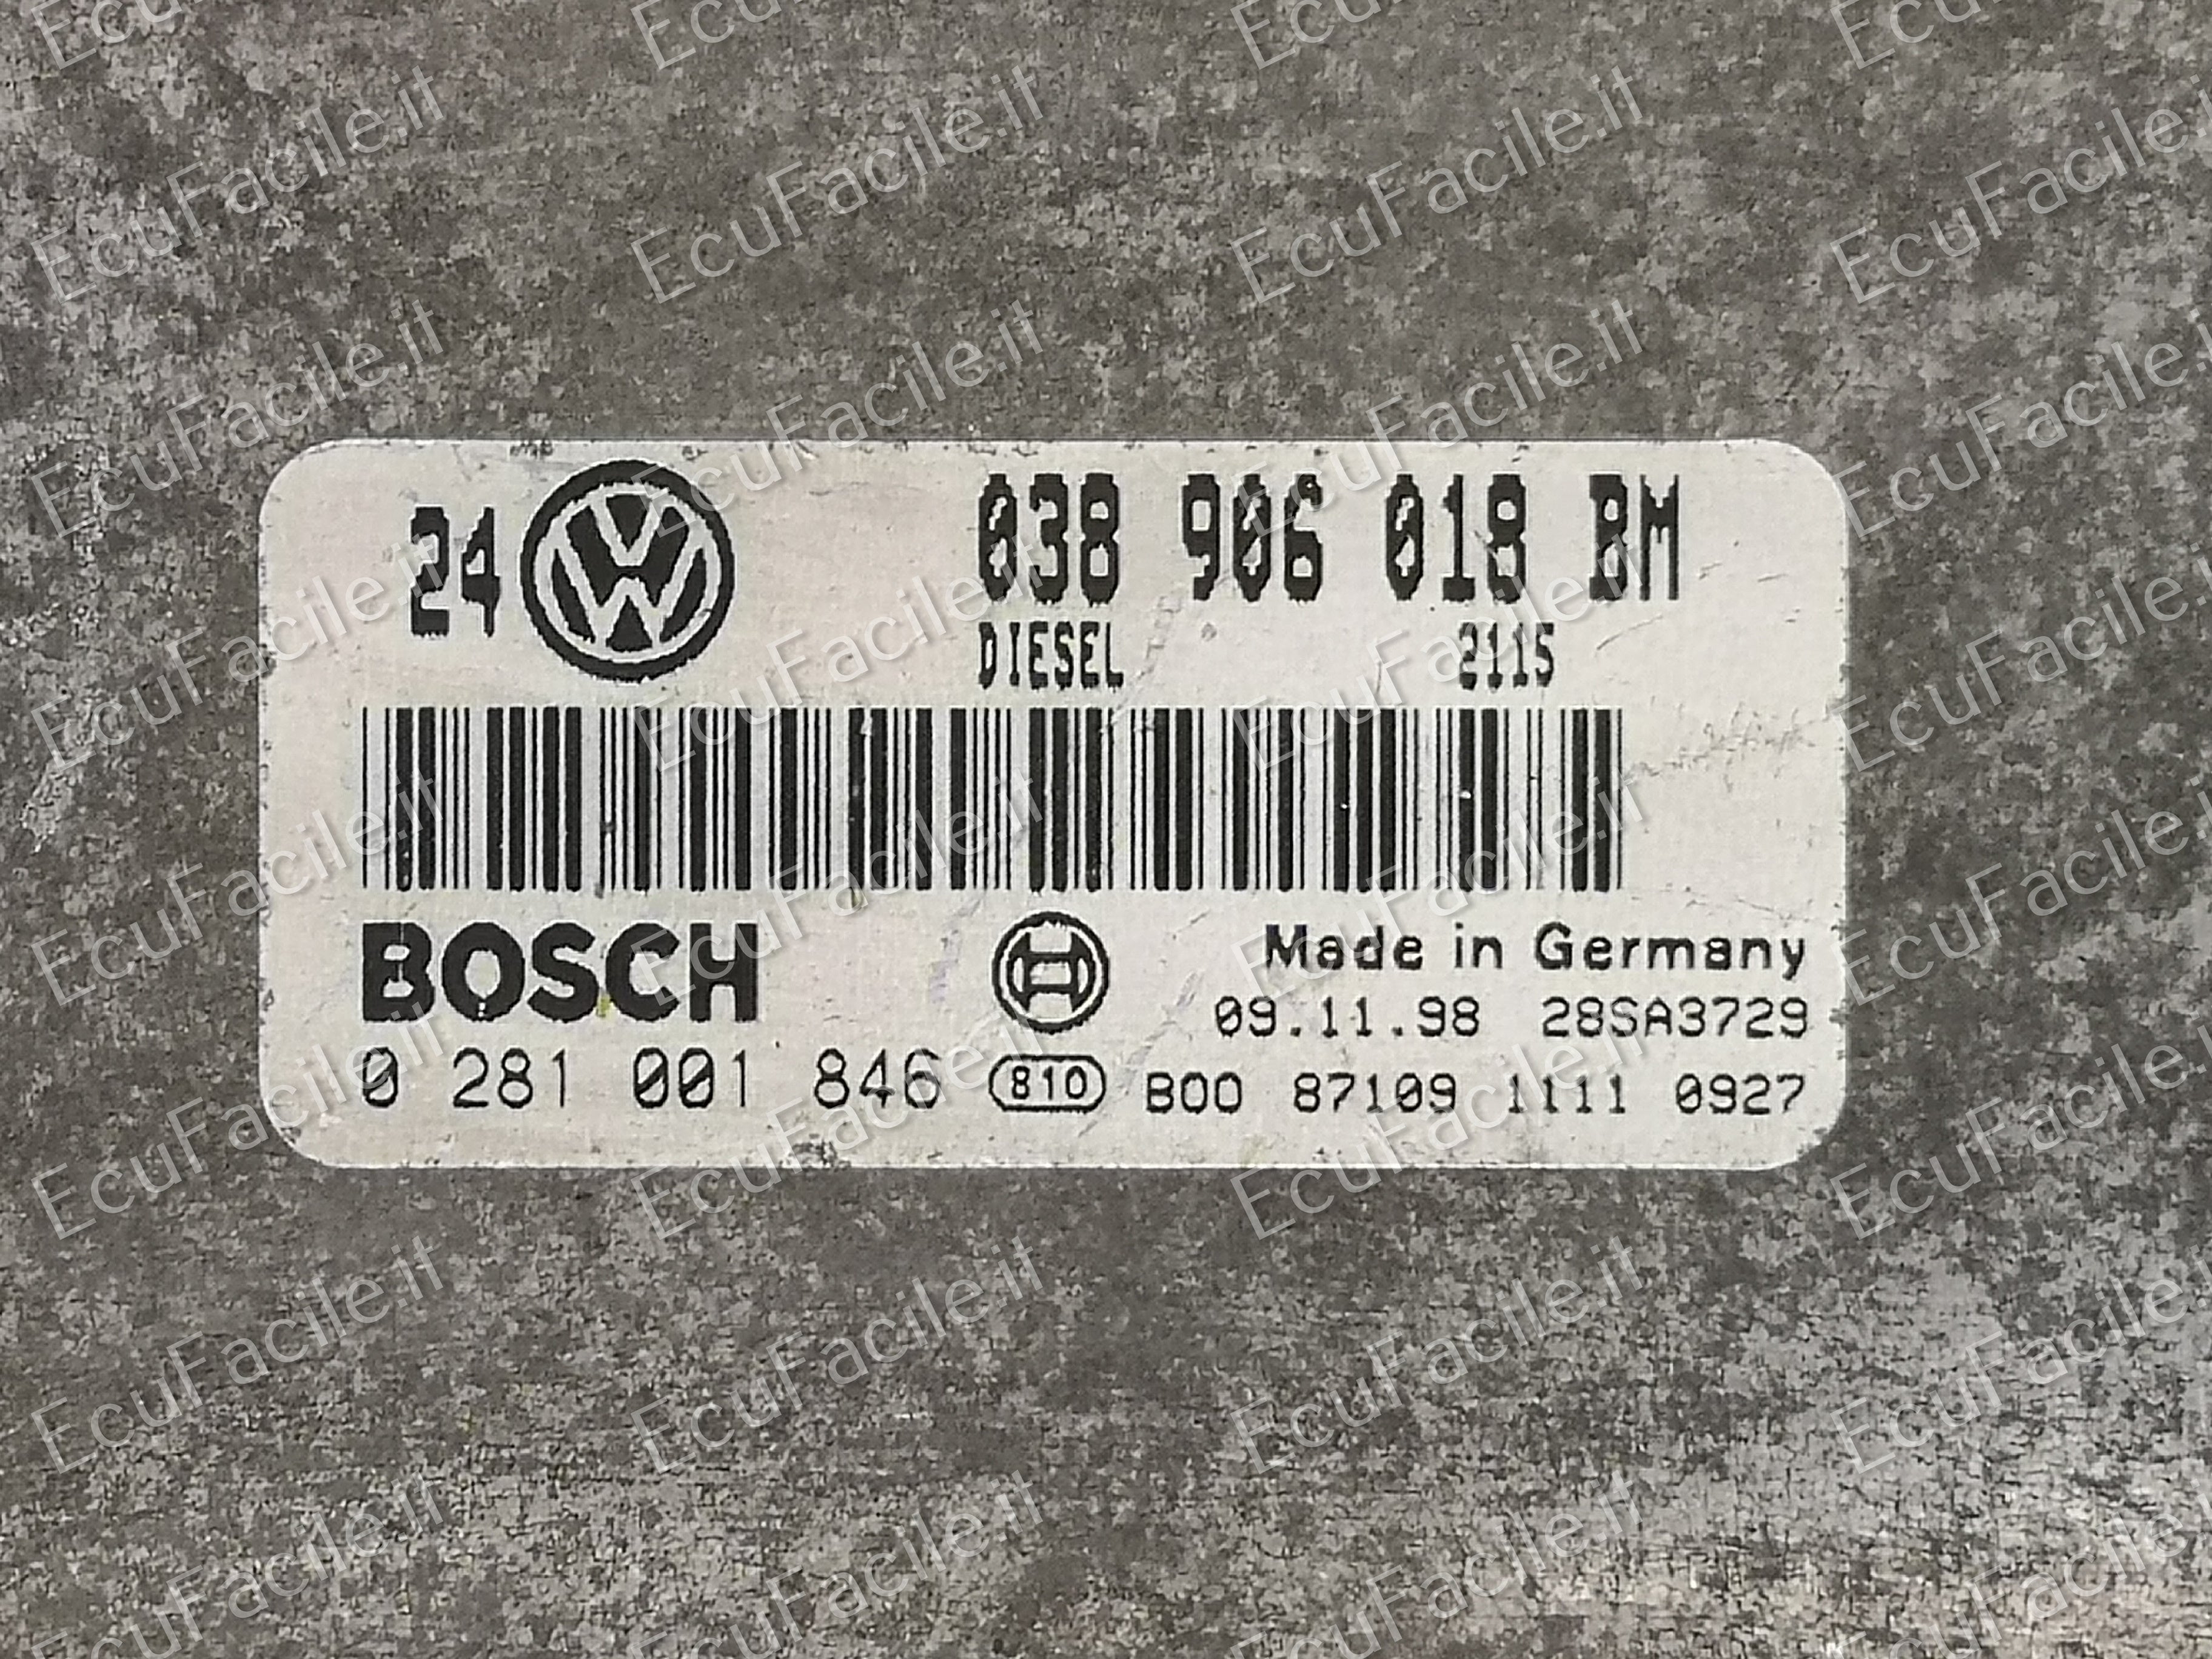 24 038 906 018 BM
DIESEL 2115
BOSCH
Made in Germany
09.11.98 28SA3729
0 281 001 846 810 B00 87109 1111 0927
EcuFacile.it